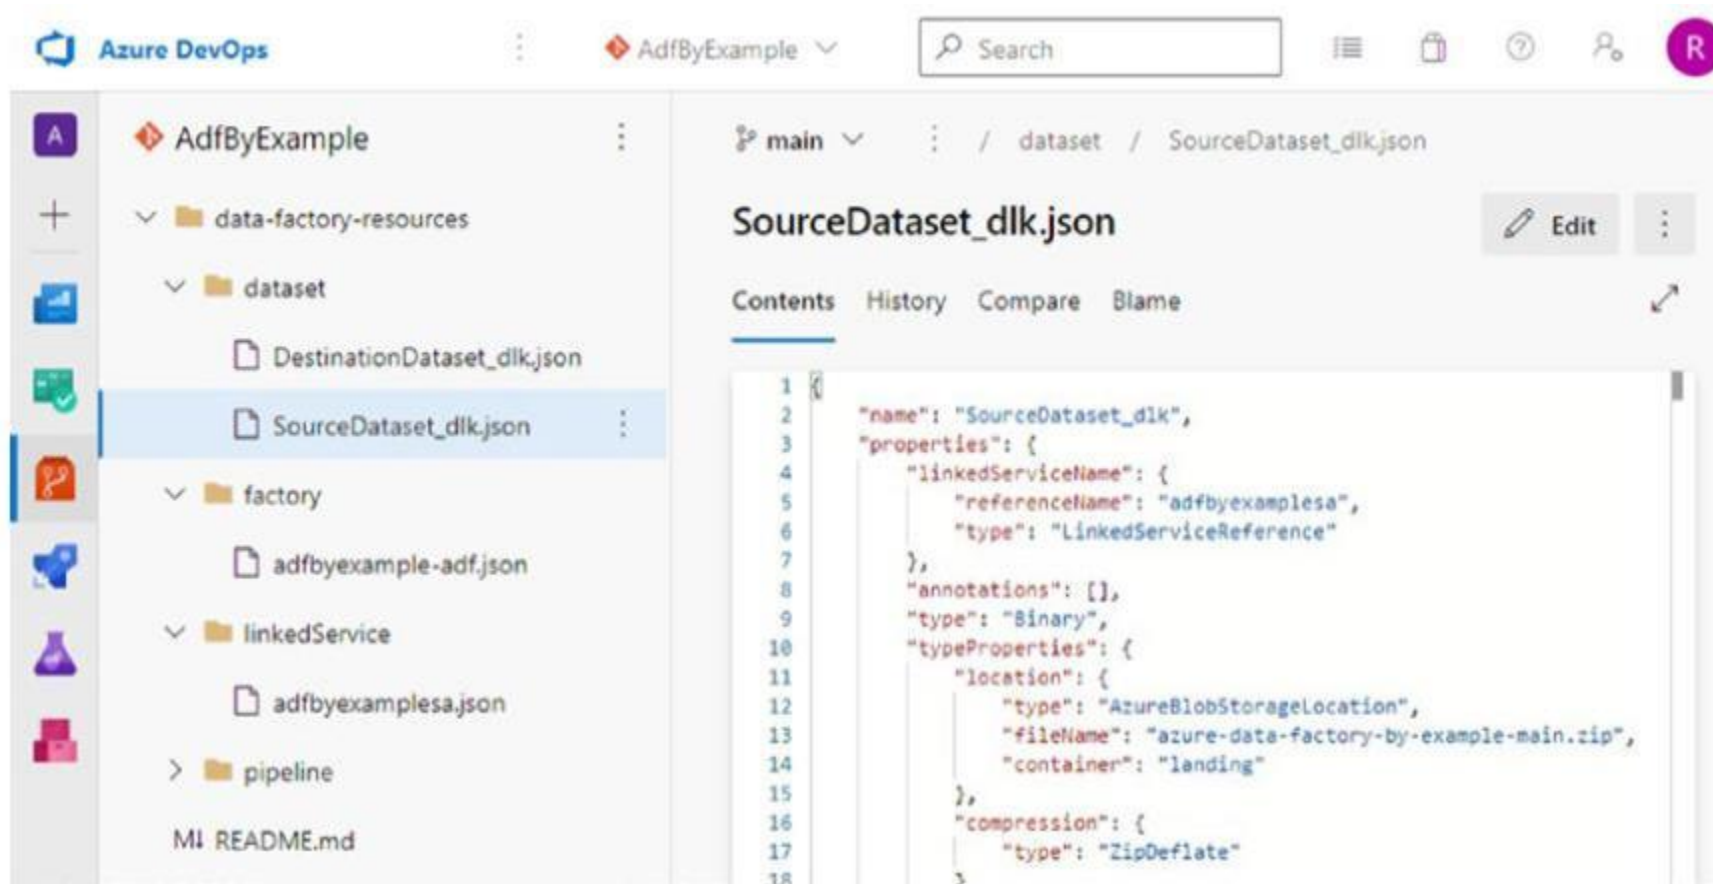 Azure DevOps
AdfByExample
Search
R
A
AdfByExample
data-factory-resources
dataset
DestinationDataset_dlk.json
SourceDataset_dlk.json
factory
adfbyexample-adf.json
linkedService
adfbyexamplesa.json
pipeline
M↓ README.md
main / dataset / SourceDataset_dlk.json
SourceDataset_dlk.json
Edit
Contents History Compare Blame
1 {
2 "name": "SourceDataset_dlk",
3 "properties": {
4 "linkedServiceName": {
5 "referenceName": "adfbyexamplesa",
6 "type": "LinkedServiceReference"
7 },
8 "annotations": [],
9 "type": "Binary",
10 "typeProperties": {
11 "location": {
12 "type": "AzureBlobStorageLocation",
13 "fileName": "azure-data-factory-by-example-main.zip",
14 "container": "landing"
15 },
16 "compression": {
17 "type": "ZipDeflate"
18 }